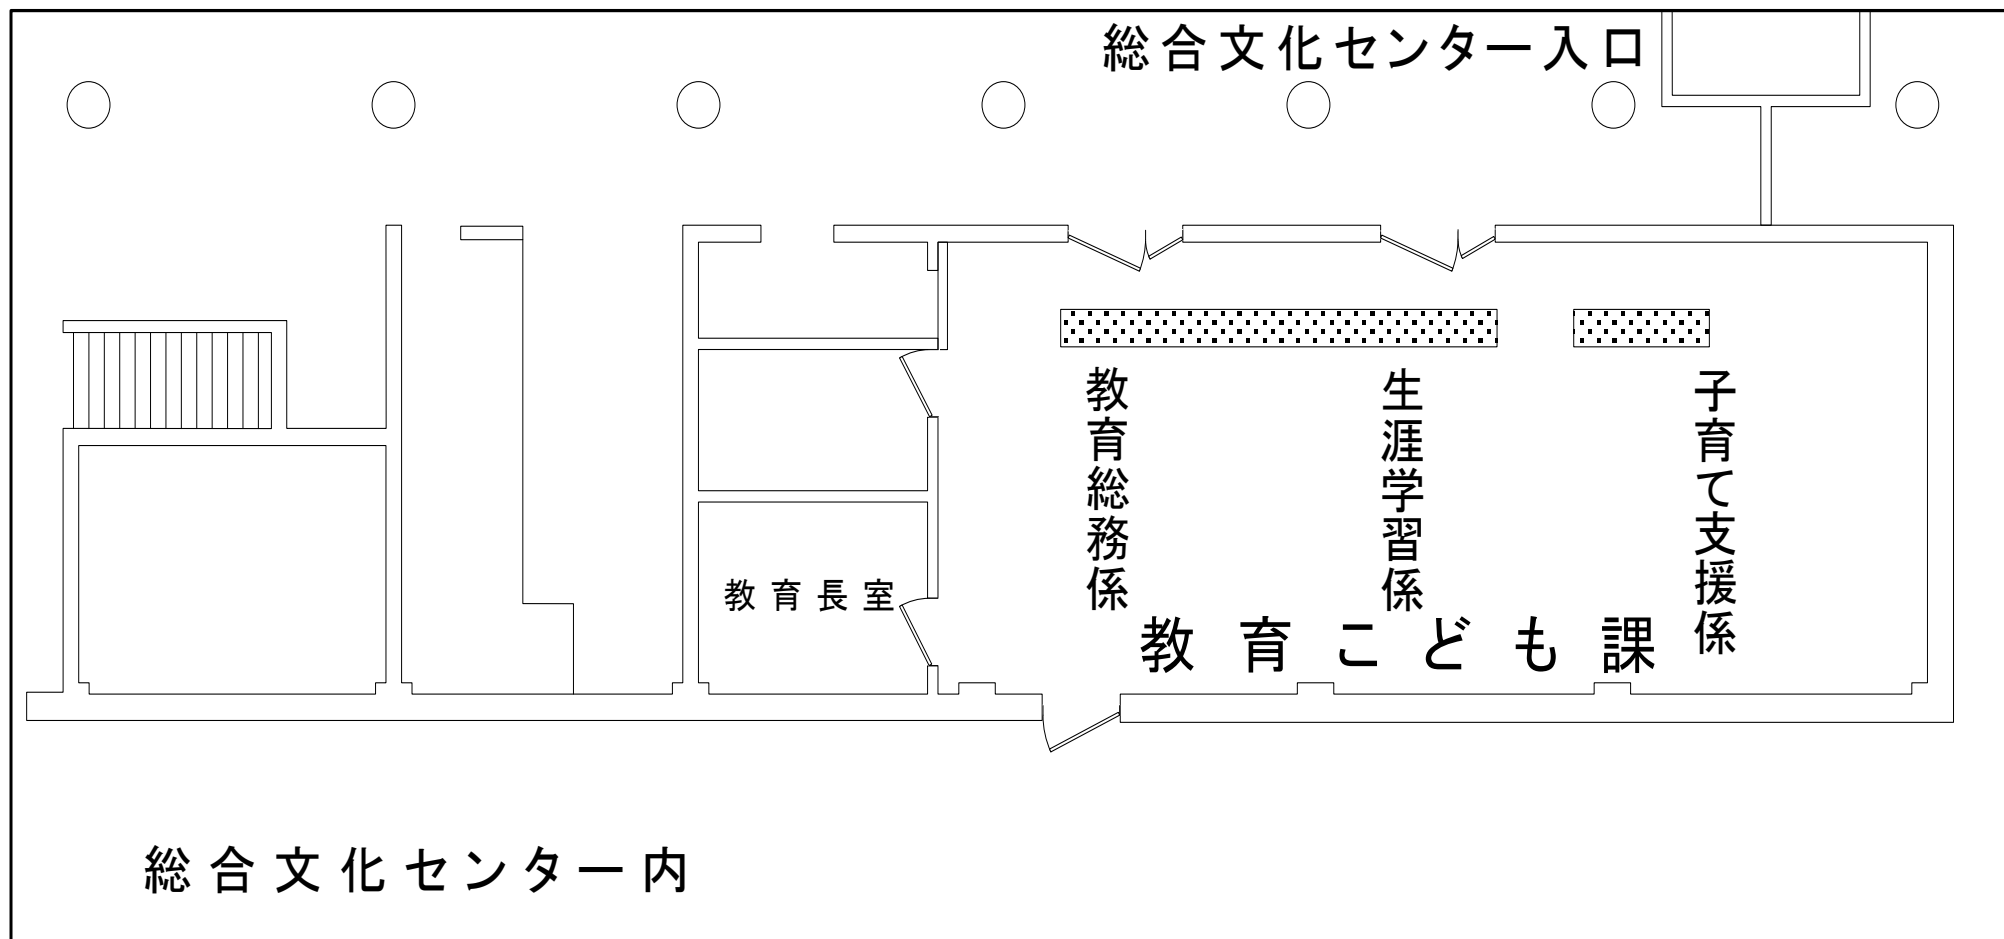 総合文化センター入口
教育総務係
生涯学習係
子育て支援係
教育長室
教育こども課
総合文化センター内